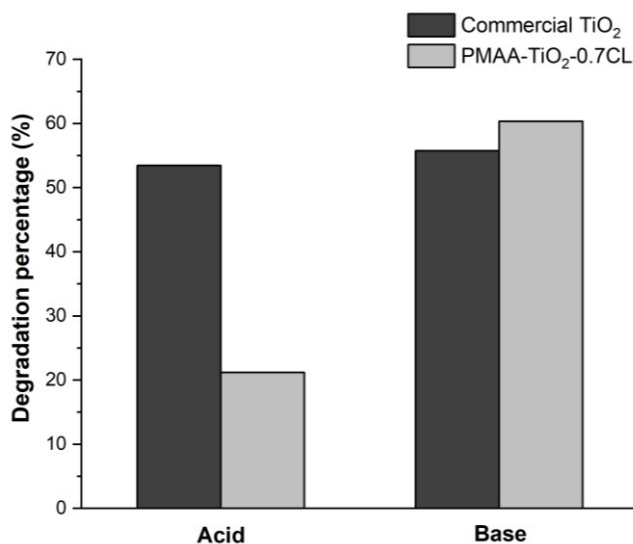 Commercial TiO₂
PMAA-TiO₂-0.7CL
Degradation percentage (%)
70
60
50
40
30
20
10
0
Acid Base